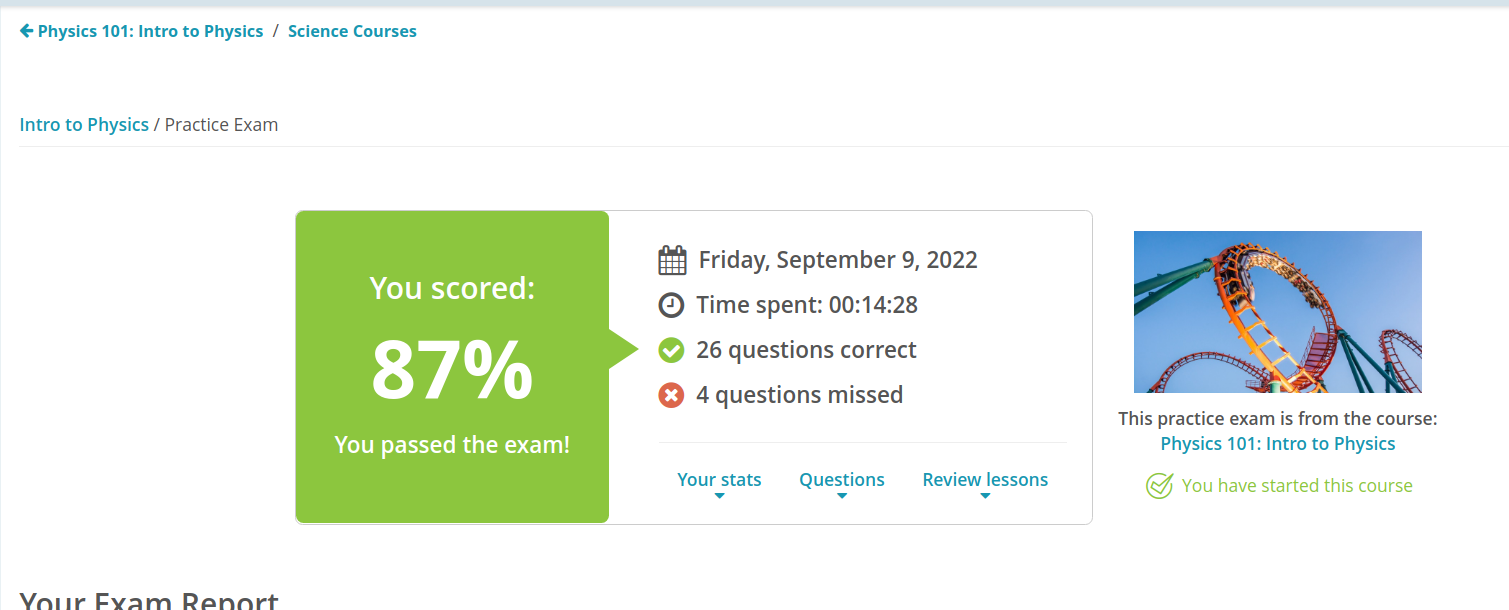 Physics 101: Intro to Physics / Science Courses
Intro to Physics / Practice Exam
You scored:
87%
You passed the exam!
Friday, September 9, 2022
Time spent: 00:14:28
26 questions correct
4 questions missed
Your stats
Questions
Review lessons
This practice exam is from the course:
Physics 101: Intro to Physics
You have started this course
Your Exam Report